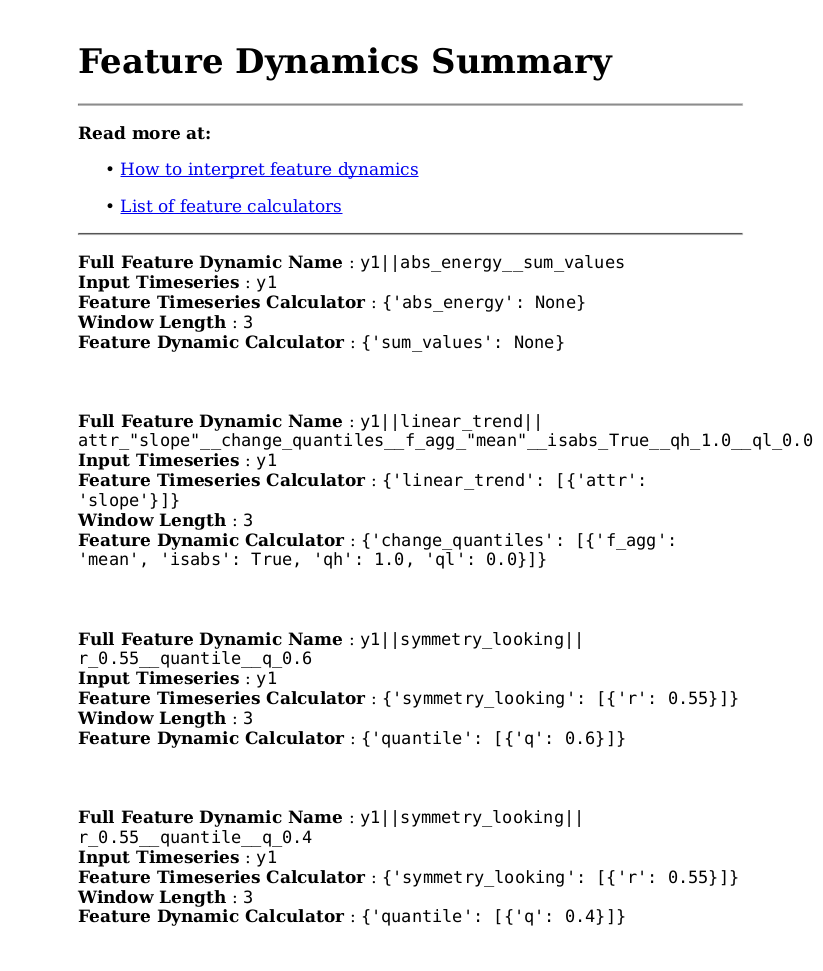 Feature Dynamics Summary
Read more at:
• How to interpret feature dynamics
• List of feature calculators
Full Feature Dynamic Name : y1||abs_energy__sum_values
Input Timeseries : y1
Feature Timeseries Calculator : {'abs_energy': None}
Window Length : 3
Feature Dynamic Calculator : {'sum_values': None}
Full Feature Dynamic Name : y1||linear_trend||
attr_"slope"__change_quantiles__f_agg_"mean"__isabs_True__qh_1.0__ql_0.0
Input Timeseries : y1
Feature Timeseries Calculator : {'linear_trend': [{'attr':
'slope'}]}
Window Length : 3
Feature Dynamic Calculator : {'change_quantiles': [{'f_agg':
'mean', 'isabs': True, 'qh': 1.0, 'ql': 0.0}]}
Full Feature Dynamic Name : y1||symmetry_looking||
r_0.55__quantile__q_0.6
Input Timeseries : y1
Feature Timeseries Calculator : {'symmetry_looking': [{'r': 0.55}]}
Window Length : 3
Feature Dynamic Calculator : {'quantile': [{'q': 0.6}]}
Full Feature Dynamic Name : y1||symmetry_looking||
r_0.55__quantile__q_0.4
Input Timeseries : y1
Feature Timeseries Calculator : {'symmetry_looking': [{'r': 0.55}]}
Window Length : 3
Feature Dynamic Calculator : {'quantile': [{'q': 0.4}]}